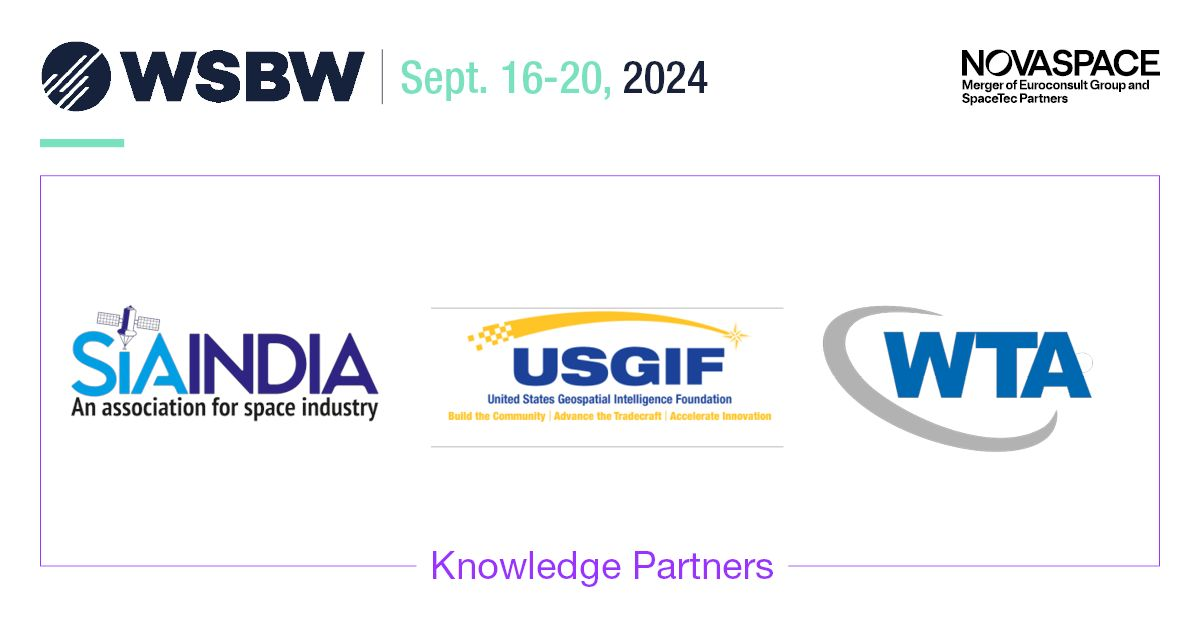 WSBW
Sept. 16-20, 2024
NOVASPACE
Merger of Euroconsult Group and
SpaceTec Partners
SiAINDIA
An association for space industry
USGIF
United States Geospatial Intelligence Foundation
Build the Community | Advance the Tradecraft | Accelerate Innovation
WTA
Knowledge Partners